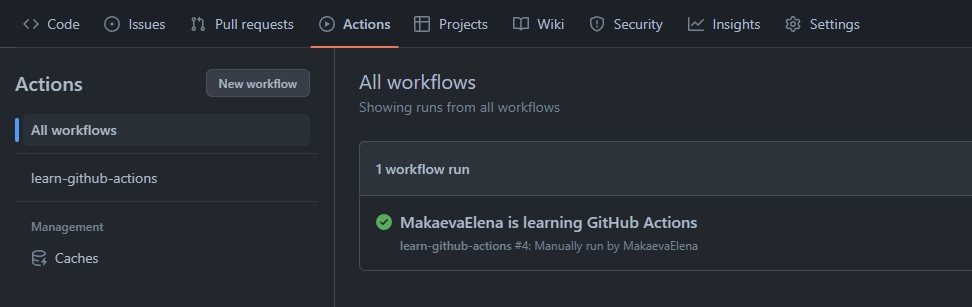 Code Issues Pull requests Actions Projects Wiki Security Insights Settings
Actions
New workflow
All workflows
learn-github-actions
Management
Caches
All workflows
Showing runs from all workflows
1 workflow run
MakaevaElena is learning GitHub Actions
learn-github-actions #4: Manually run by MakaevaElena